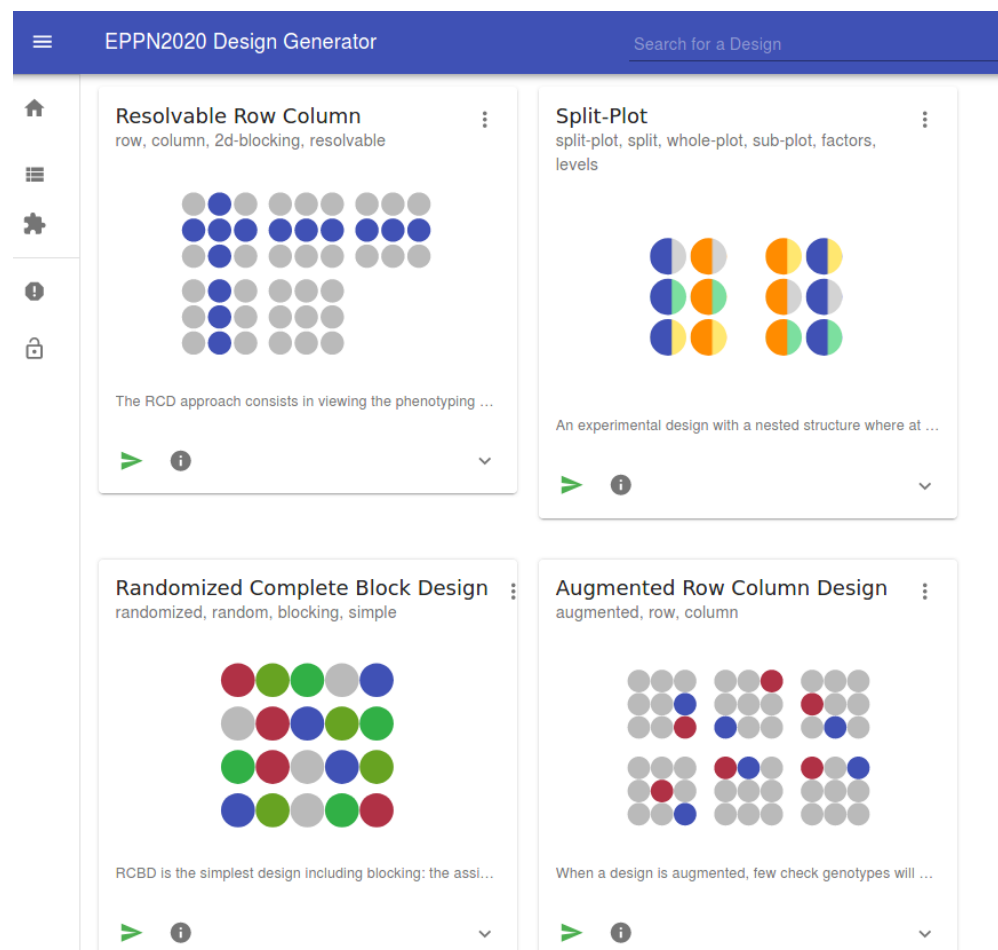 EPPN2020 Design Generator
Search for a Design
Resolvable Row Column
row, column, 2d-blocking, resolvable
The RCD approach consists in viewing the phenotyping ...
Split-Plot
split-plot, split, whole-plot, sub-plot, factors,
levels
An experimental design with a nested structure where at ...
Randomized Complete Block Design
randomized, random, blocking, simple
RCBD is the simplest design including blocking: the assi...
Augmented Row Column Design
augmented, row, column
When a design is augmented, few check genotypes will ...